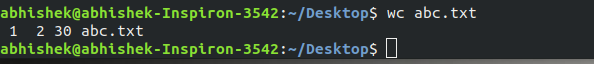 abhishek@abhishek-Inspiron-3542:~/Desktop$ wc abc.txt
 1  2 30 abc.txt
abhishek@abhishek-Inspiron-3542:~/Desktop$